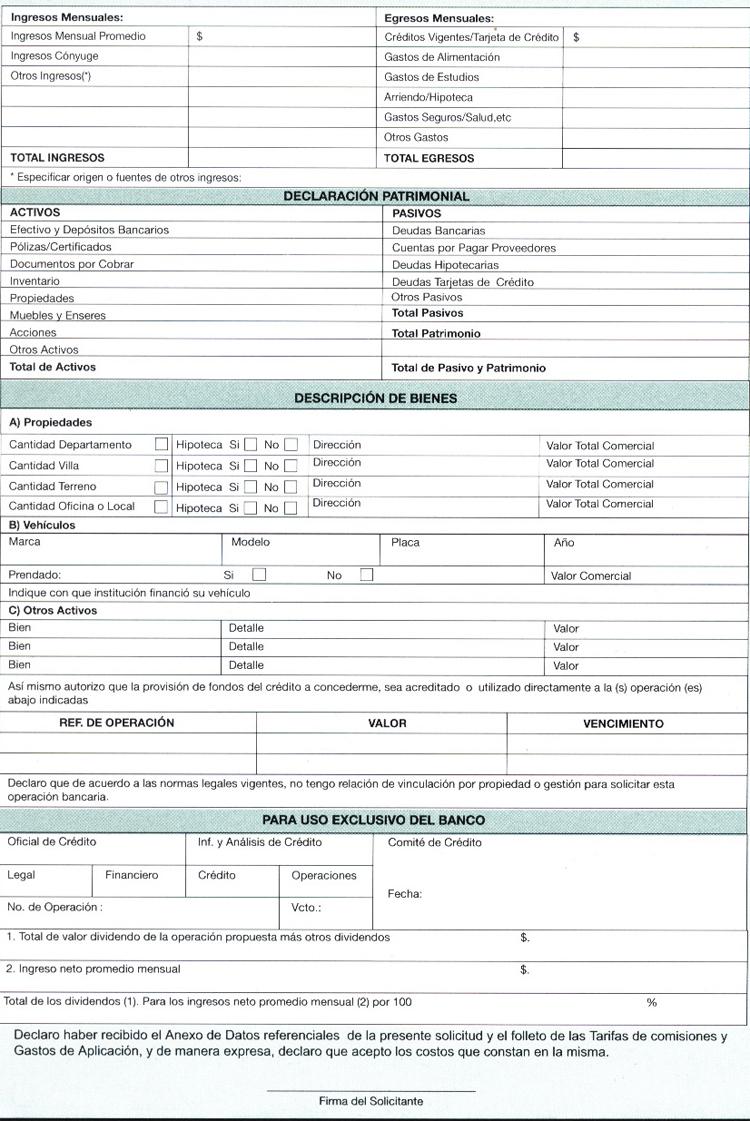 Ingresos Mensuales: Egresos Mensuales:
Ingresos Mensual Promedio $ Créditos Vigentes/Tarjeta de Crédito $
Ingresos Cónyuge Gastos de Alimentación
Otros Ingresos(*) Gastos de Estudios
Arriendo/Hipoteca
Gastos Seguros/Salud,etc
Otros Gastos
TOTAL INGRESOS TOTAL EGRESOS
* Especificar origen o fuentes de otros ingresos:
DECLARACIÓN PATRIMONIAL
ACTIVOS PASIVOS
Efectivo y Depósitos Bancarios Deudas Bancarias
Pólizas/Certificados Cuentas por Pagar Proveedores
Documentos por Cobrar Deudas Hipotecarias
Inventario Deudas Tarjetas de Crédito
Propiedades Otros Pasivos
Muebles y Enseres Total Pasivos
Acciones Total Patrimonio
Otros Activos
Total de Activos Total de Pasivo y Patrimonio
DESCRIPCIÓN DE BIENES
A) Propiedades
Cantidad Departamento Hipoteca Si No Dirección Valor Total Comercial
Cantidad Villa Hipoteca Si No Dirección Valor Total Comercial
Cantidad Terreno Hipoteca Si No Dirección Valor Total Comercial
Cantidad Oficina o Local Hipoteca Si No Dirección Valor Total Comercial
B) Vehículos
Marca Modelo Placa Año
Prendado: Si No Valor Comercial
Indique con que institución financió su vehículo
C) Otros Activos
Bien Detalle Valor
Bien Detalle Valor
Bien Detalle Valor
Así mismo autorizo que la provisión de fondos del crédito a concederme, sea acreditado o utilizado directamente a la (s) operación (es)
abajo indicadas
REF. DE OPERACIÓN VALOR VENCIMIENTO
Declaro que de acuerdo a las normas legales vigentes, no tengo relación de vinculación por propiedad o gestión para solicitar esta
operación bancaria.
PARA USO EXCLUSIVO DEL BANCO
Oficial de Crédito Inf. y Análisis de Crédito Comité de Crédito
Legal Financiero Crédito Operaciones
Fecha:
No. de Operación : Vcto.:
1. Total de valor dividendo de la operación propuesta más otros dividendos $.
2. Ingreso neto promedio mensual $.
Total de los dividendos (1). Para los ingresos neto promedio mensual (2) por 100 %
Declaro haber recibido el Anexo de Datos referenciales de la presente solicitud y el folleto de las Tarifas de comisiones y
Gastos de Aplicación, y de manera expresa, declaro que acepto los costos que constan en la misma.
Firma del Solicitante